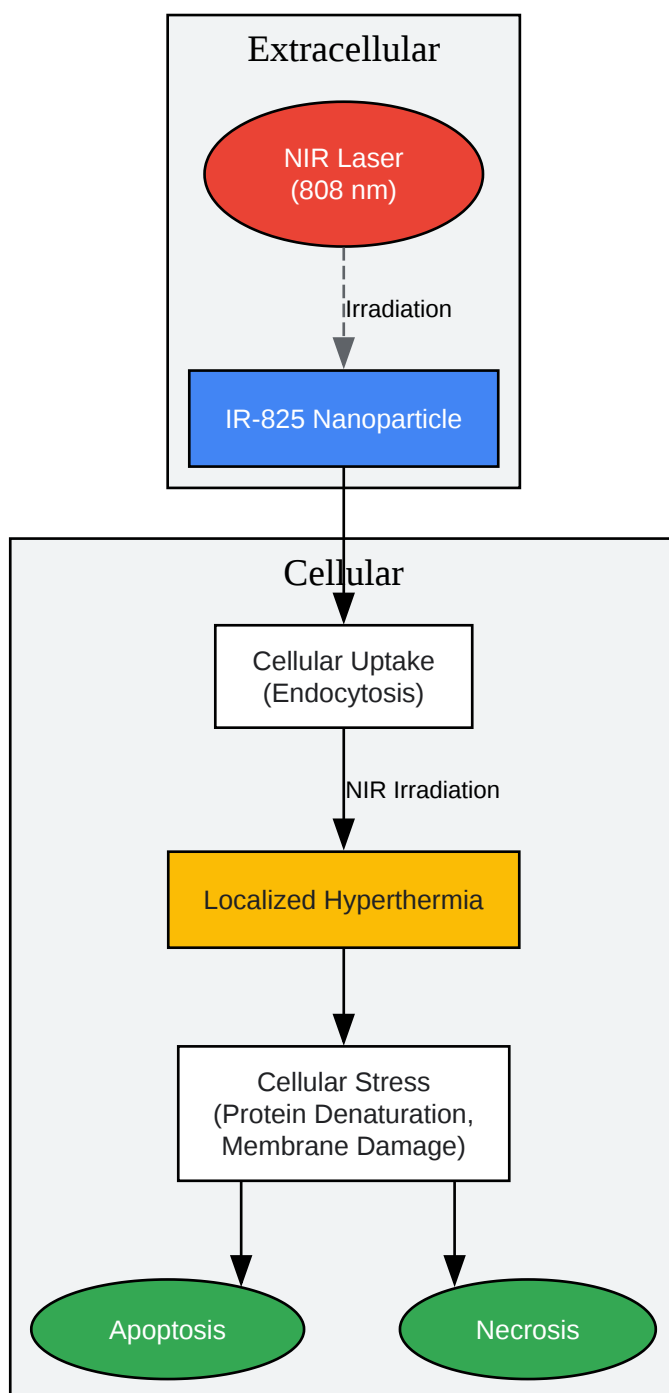 Extracellular
NIR Laser
(808 nm)
Irradiation
IR-825 Nanoparticle
Cellular
Cellular Uptake
(Endocytosis)
NIR Irradiation
Localized Hyperthermia
Cellular Stress
(Protein Denaturation,
Membrane Damage)
Apoptosis
Necrosis